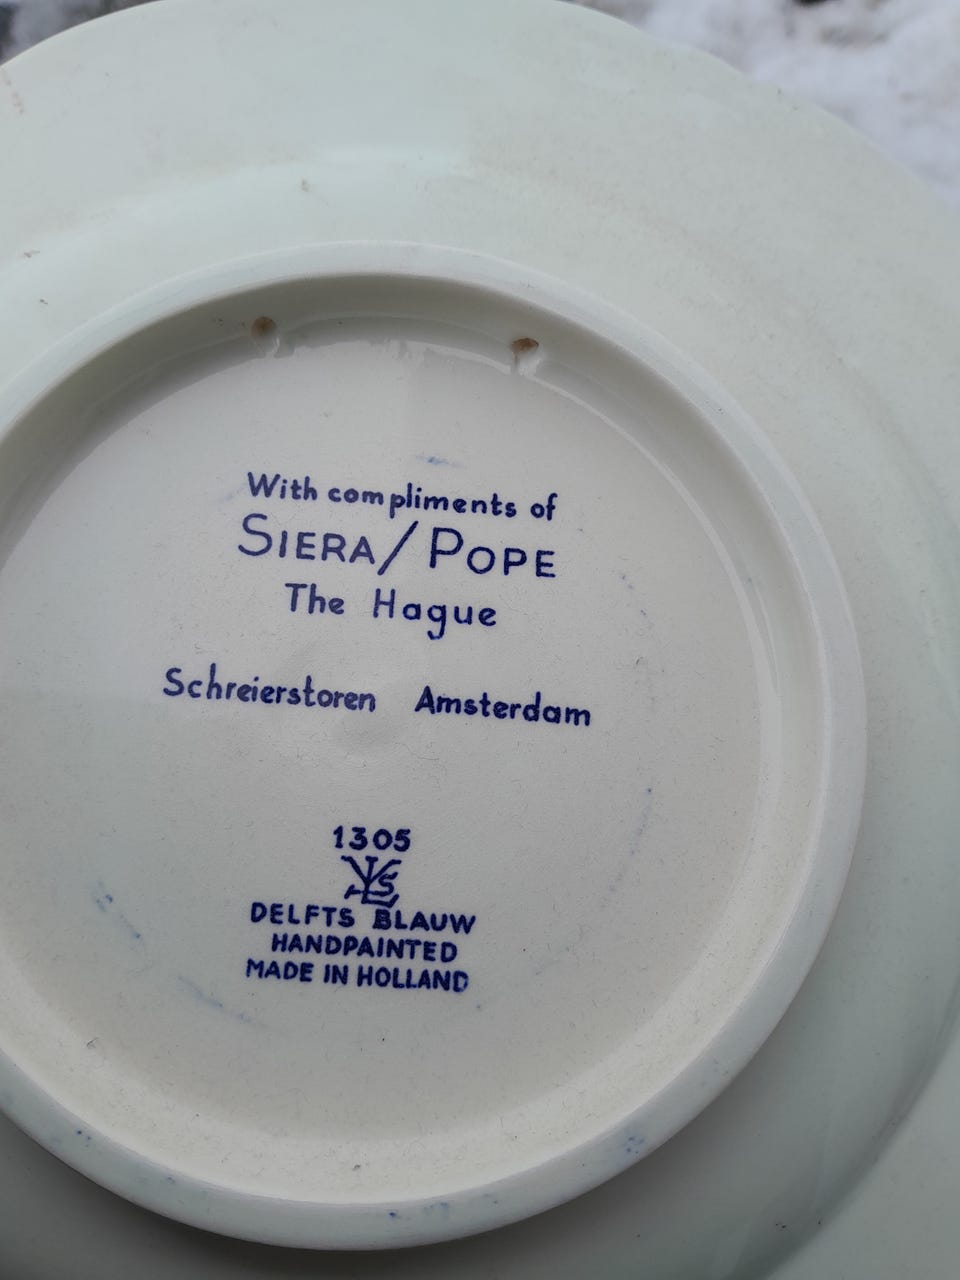 With compliments of
SIERA/POPE
The Hague
Schreierstoren Amsterdam
1305
DELFTS BLAUW
HANDPAINTED
MADE IN HOLLAND